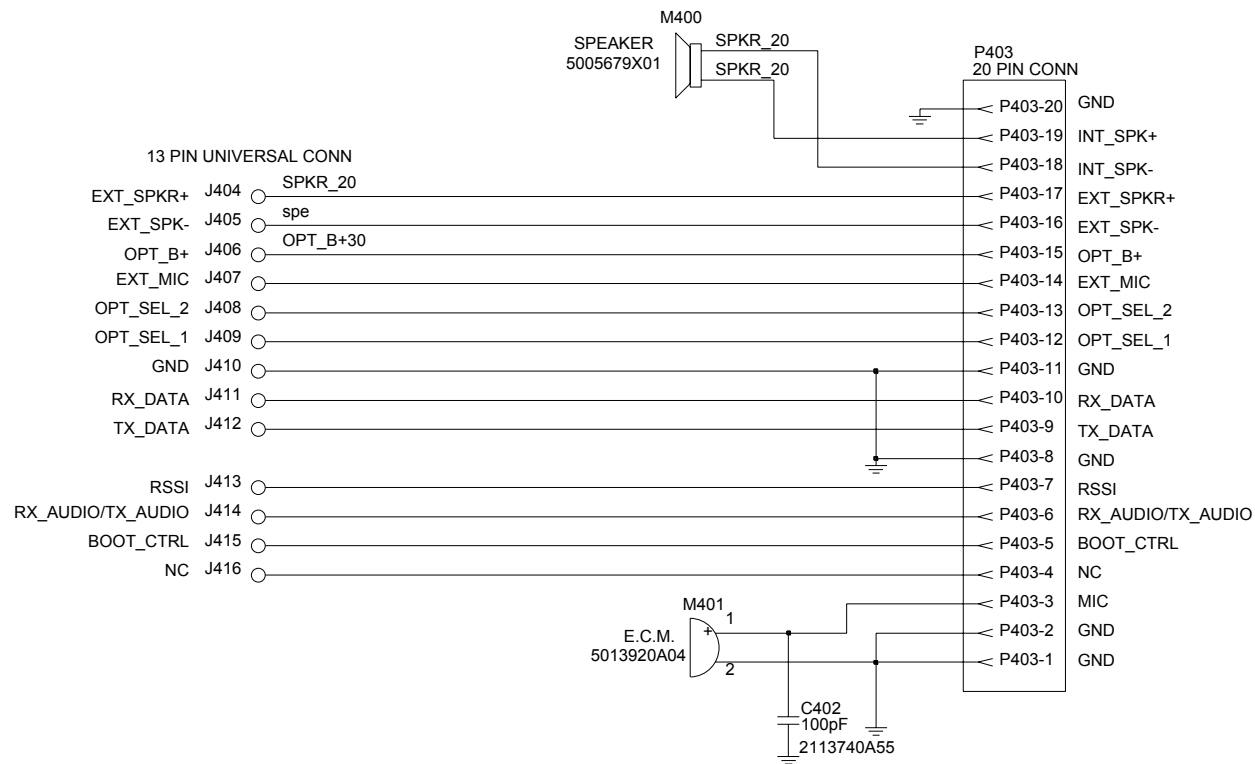 M400
SPEAKER
5005679X01
SPKR_20
SPKR_20
P403
20 PIN CONN
P403-20 GND
P403-19 INT_SPK+
P403-18 INT_SPK-
13 PIN UNIVERSAL CONN
EXT_SPKR+ J404 SPKR_20 P403-17 EXT_SPKR+
EXT_SPK- J405 spe P403-16 EXT_SPK-
OPT_B+ J406 OPT_B+30 P403-15 OPT_B+
EXT_MIC J407 P403-14 EXT_MIC
OPT_SEL_2 J408 P403-13 OPT_SEL_2
OPT_SEL_1 J409 P403-12 OPT_SEL_1
GND J410 P403-11 GND
RX_DATA J411 P403-10 RX_DATA
TX_DATA J412 P403-9 TX_DATA
P403-8 GND
RSSI J413 P403-7 RSSI
RX_AUDIO/TX_AUDIO J414 P403-6 RX_AUDIO/TX_AUDIO
BOOT_CTRL J415 P403-5 BOOT_CTRL
NC J416 P403-4 NC
P403-3 MIC
M401
1
E.C.M.
5013920A04
+
2
P403-2 GND
P403-1 GND
C402
100pF
2113740A55